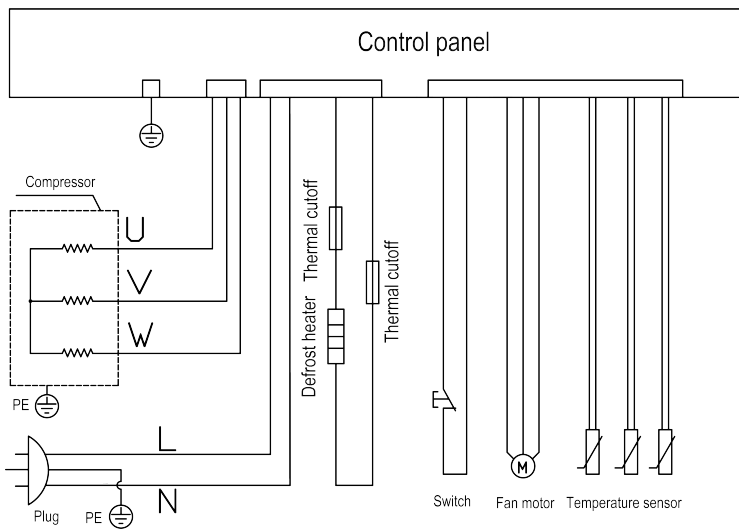 Control panel
Compressor
U
V
W
PE
Thermal cutoff
Thermal cutoff
Defrost heater
L
N
Plug
PE
M
Switch
Fan motor
Temperature sensor